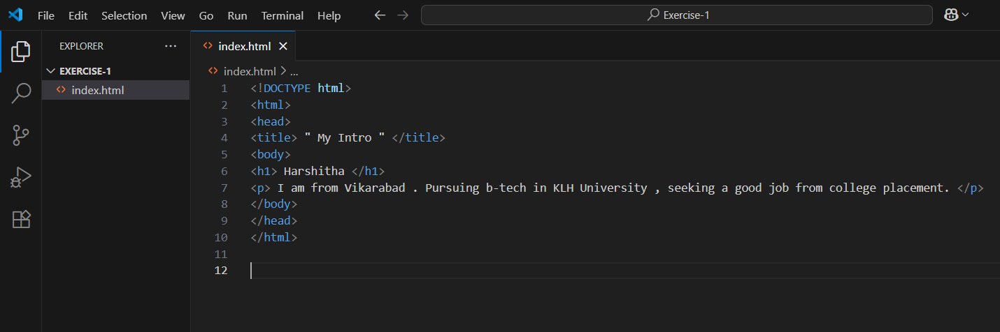 File Edit Selection View Go Run Terminal Help
Exercise-1
EXPLORER
index.html
EXERCISE-1
index.html
index.html > ...
1 <!DOCTYPE html>
2 <html>
3 <head>
4 <title> " My Intro " </title>
5 <body>
6 <h1> Harshitha </h1>
7 <p> I am from Vikarabad . Pursuing b-tech in KLH University , seeking a good job from college placement. </p>
8 </body>
9 </head>
10 </html>
11
12